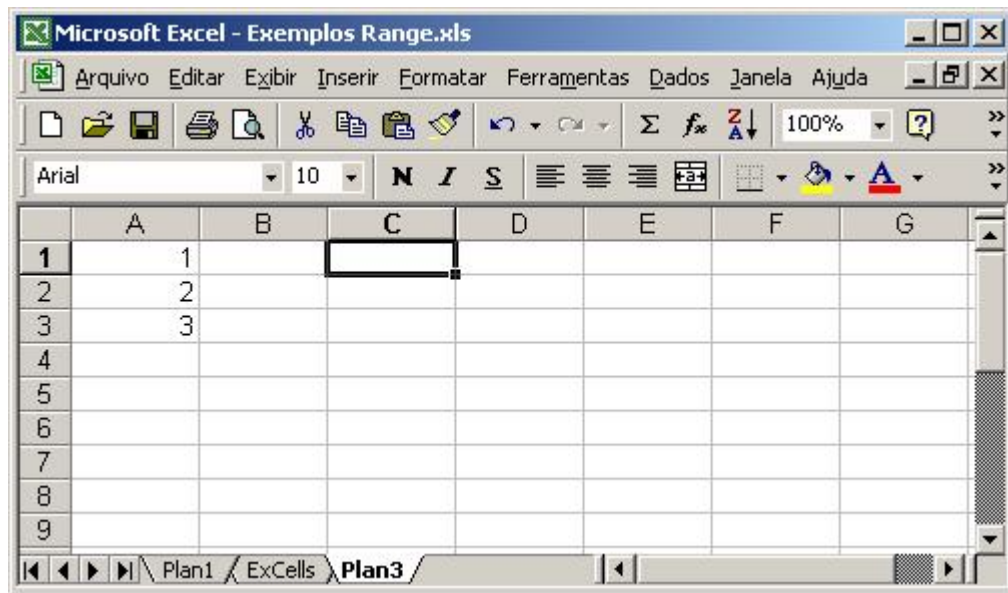 Microsoft Excel - Exemplos Range.xls
Arquivo Editar Exibir Inserir Formatar Ferramentas Dados Janela Ajuda
Σ fx Z A 100% ?
Arial 10 N I S A
A B C D E F G
1 1
2 2
3 3
4
5
6
7
8
9
Plan1 ExCells Plan3